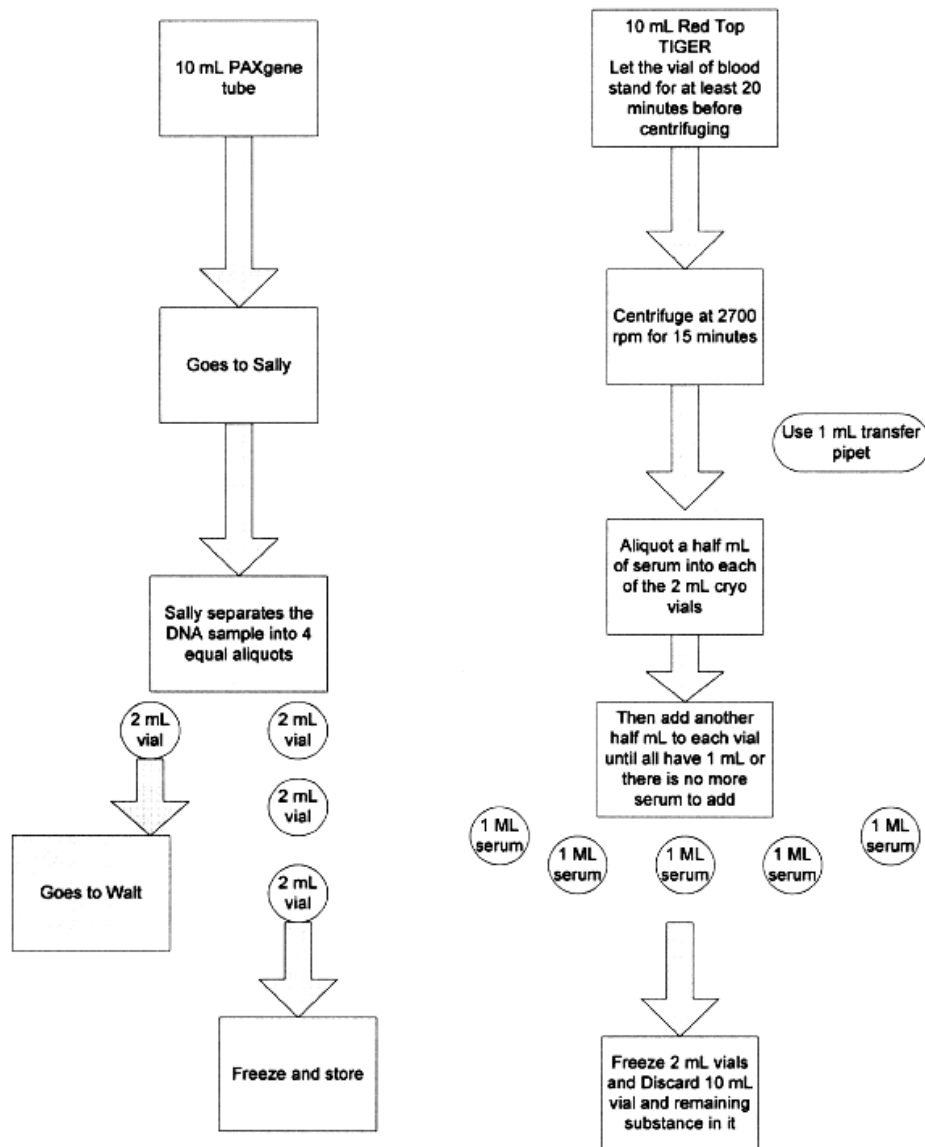 10 mL PAXgene
tube
Goes to Sally
Sally separates the
DNA sample into 4
equal aliquots
2 mL
vial
2 mL
vial
2 mL
vial
2 mL
vial
Goes to Walt
Freeze and store
10 mL Red Top
TIGER
Let the vial of blood
stand for at least 20
minutes before
centrifuging
Centrifuge at 2700
rpm for 15 minutes
Use 1 mL transfer
pipet
Aliquot a half mL
of serum into each
of the 2 mL cryo
vials
Then add another
half mL to each vial
until all have 1 mL or
there is no more
serum to add
1 ML
serum
1 ML
serum
1 ML
serum
1 ML
serum
1 ML
serum
Freeze 2 mL vials
and Discard 10 mL
vial and remaining
substance in it